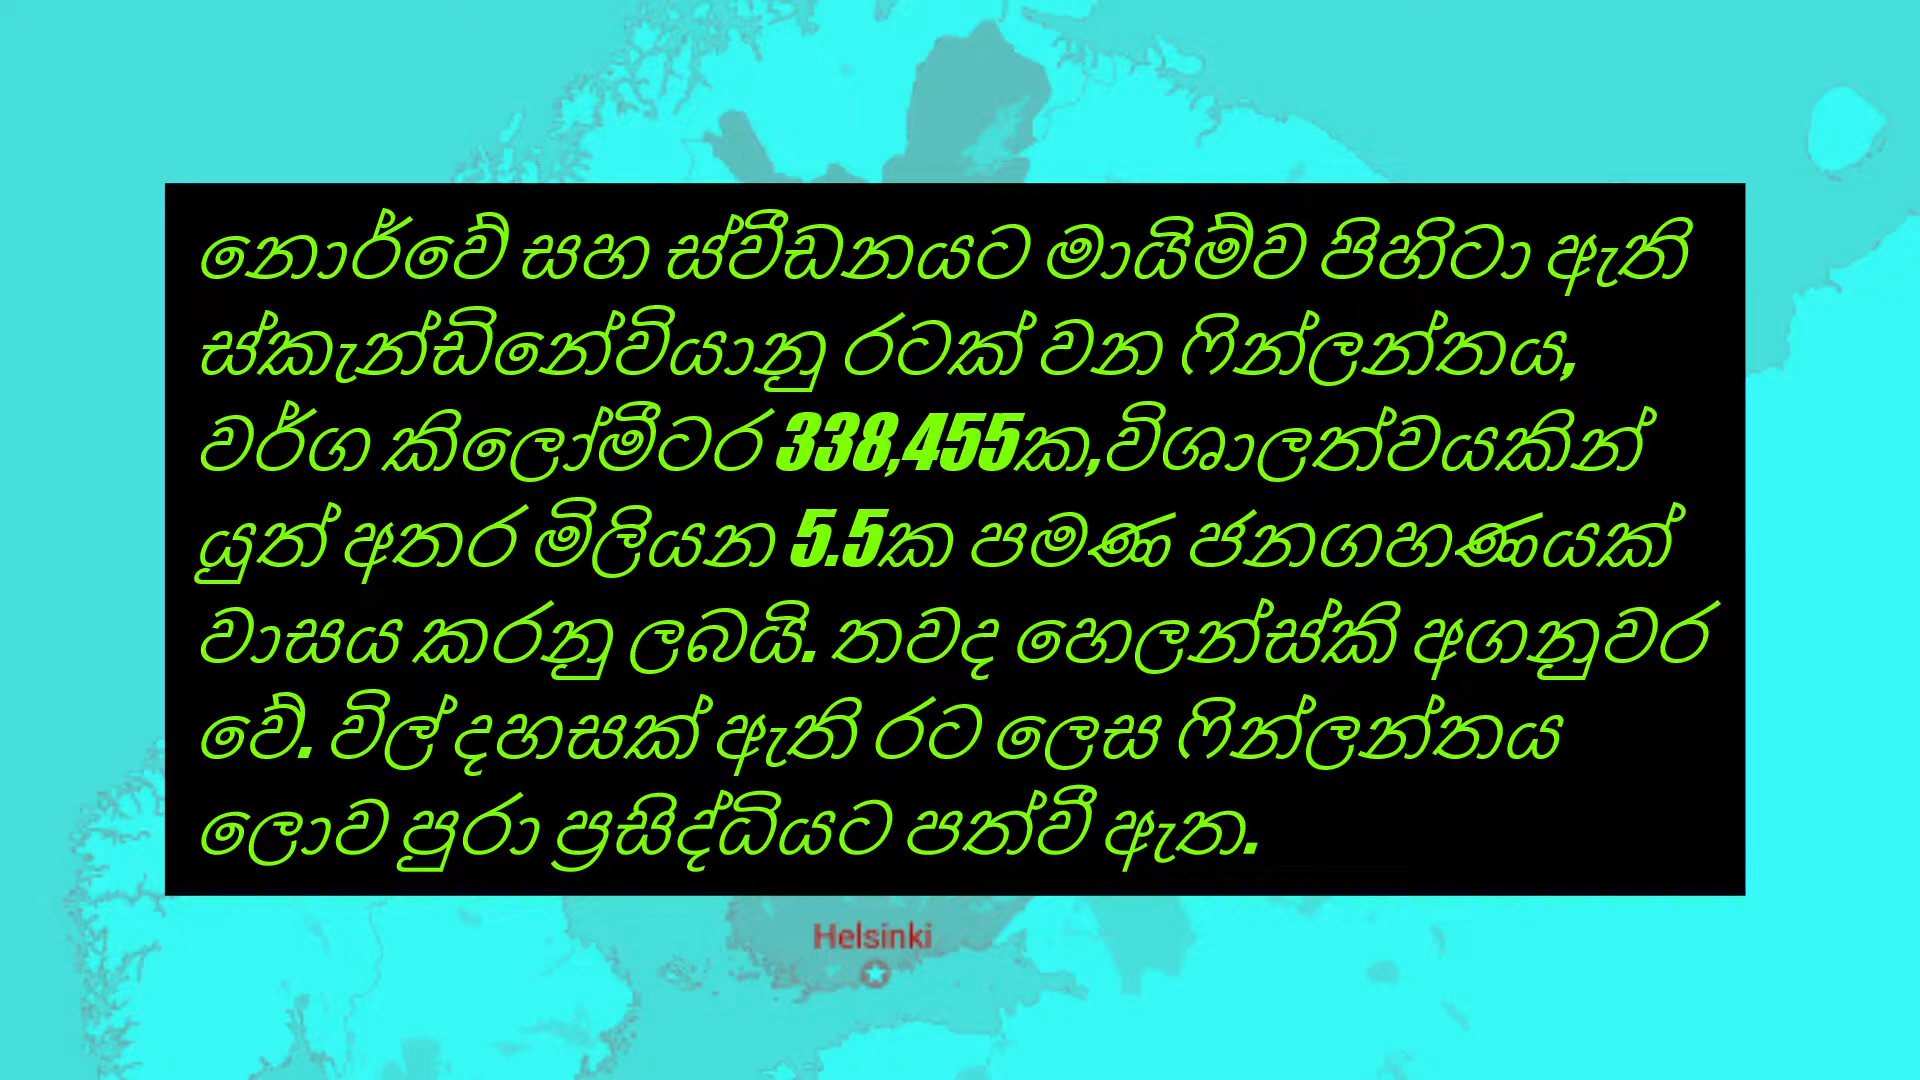 නොර්වේ සහ ස්වීඩනයට මායිම්ව පිහිටා ඇති
ස්කැන්ඩිනේවියානු රටක් වන ෆින්ලන්තය,
වර්ග කිලෝමීටර 338,455ක,විශාලත්වයකින්
යුත් අතර මිලියන 5.5ක පමණ ජනගහණයක්
වාසය කරනු ලබයි. තවද හෙලන්ස්කි අගනුවර
වේ. විල් දහසක් ඇති රට ලෙස ෆින්ලන්තය
ලොව පුරා ප්‍රසිද්ධියට පත්වී ඇත.
Helsinki